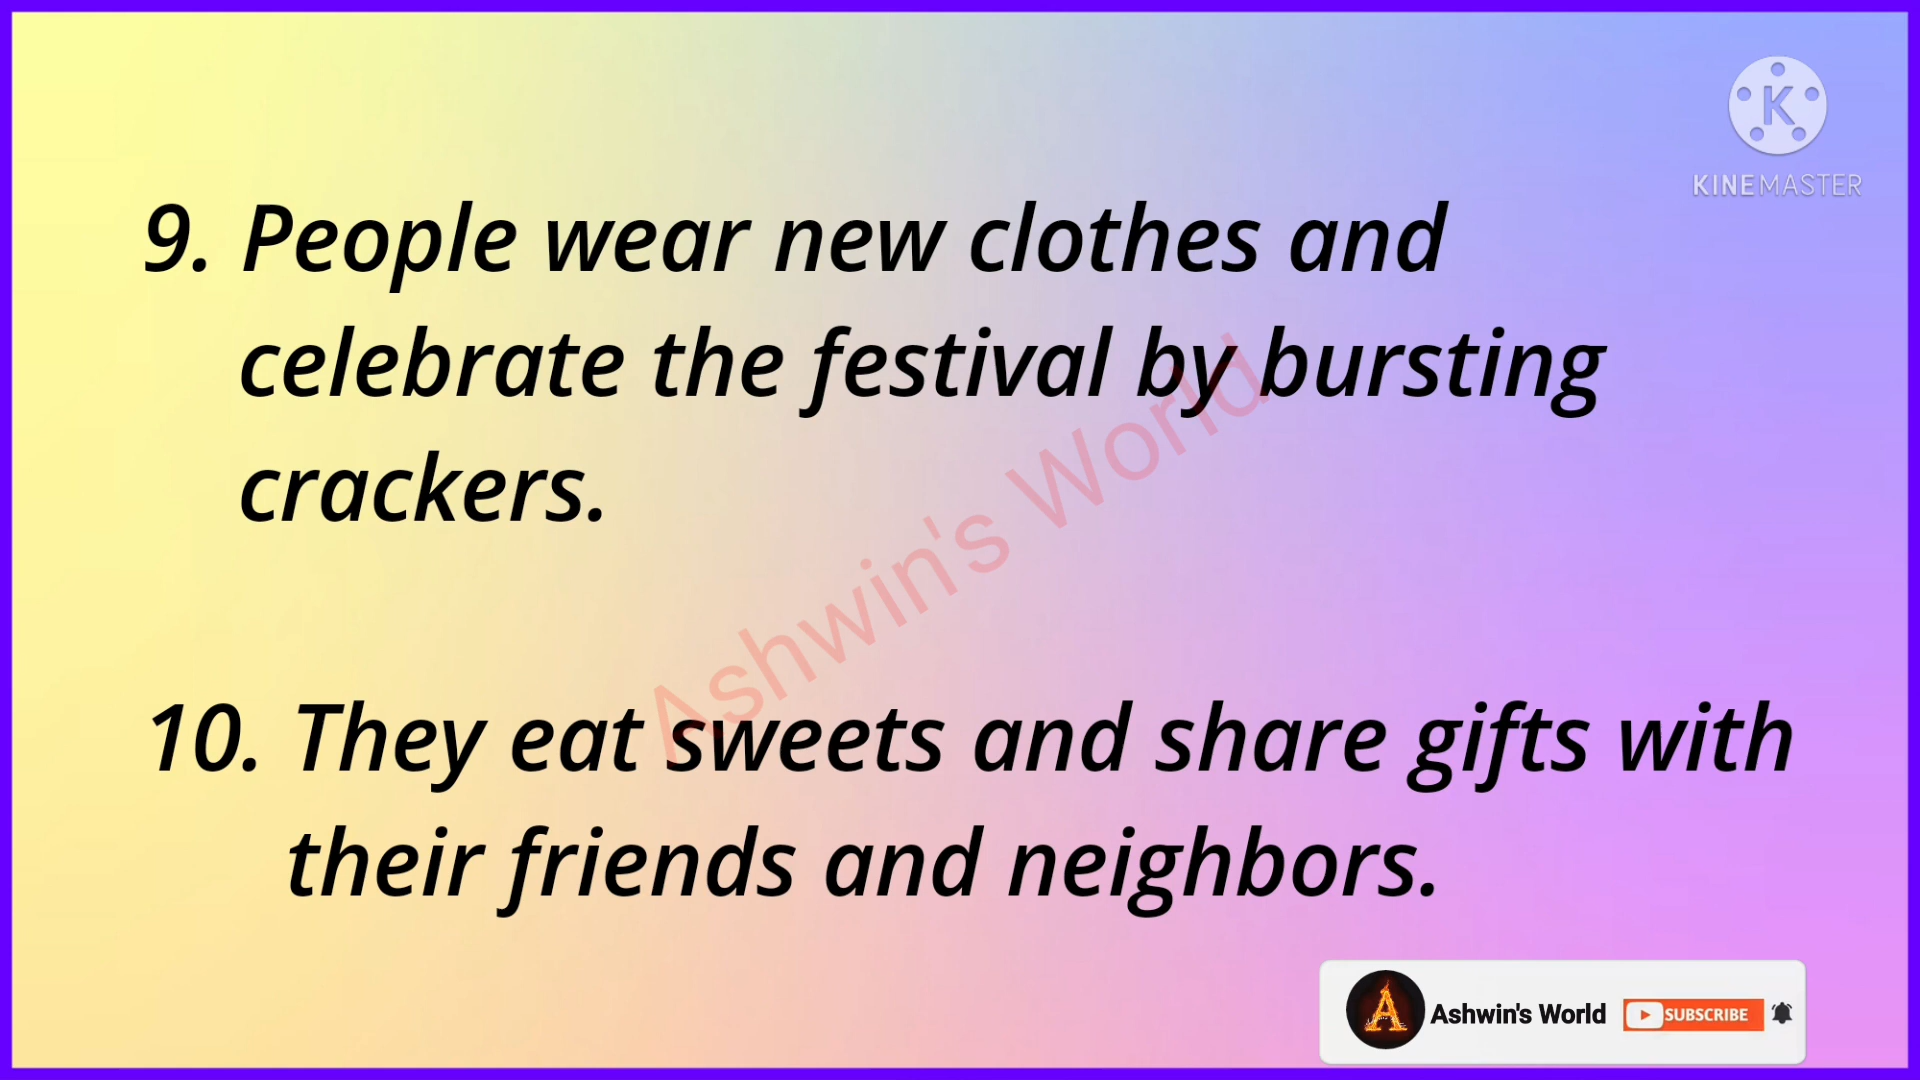 K
KINEMASTER
9. People wear new clothes and
celebrate the festival by bursting
crackers.
Ashwin's World
10. They eat sweets and share gifts with
their friends and neighbors.
A Ashwin's World SUBSCRIBE